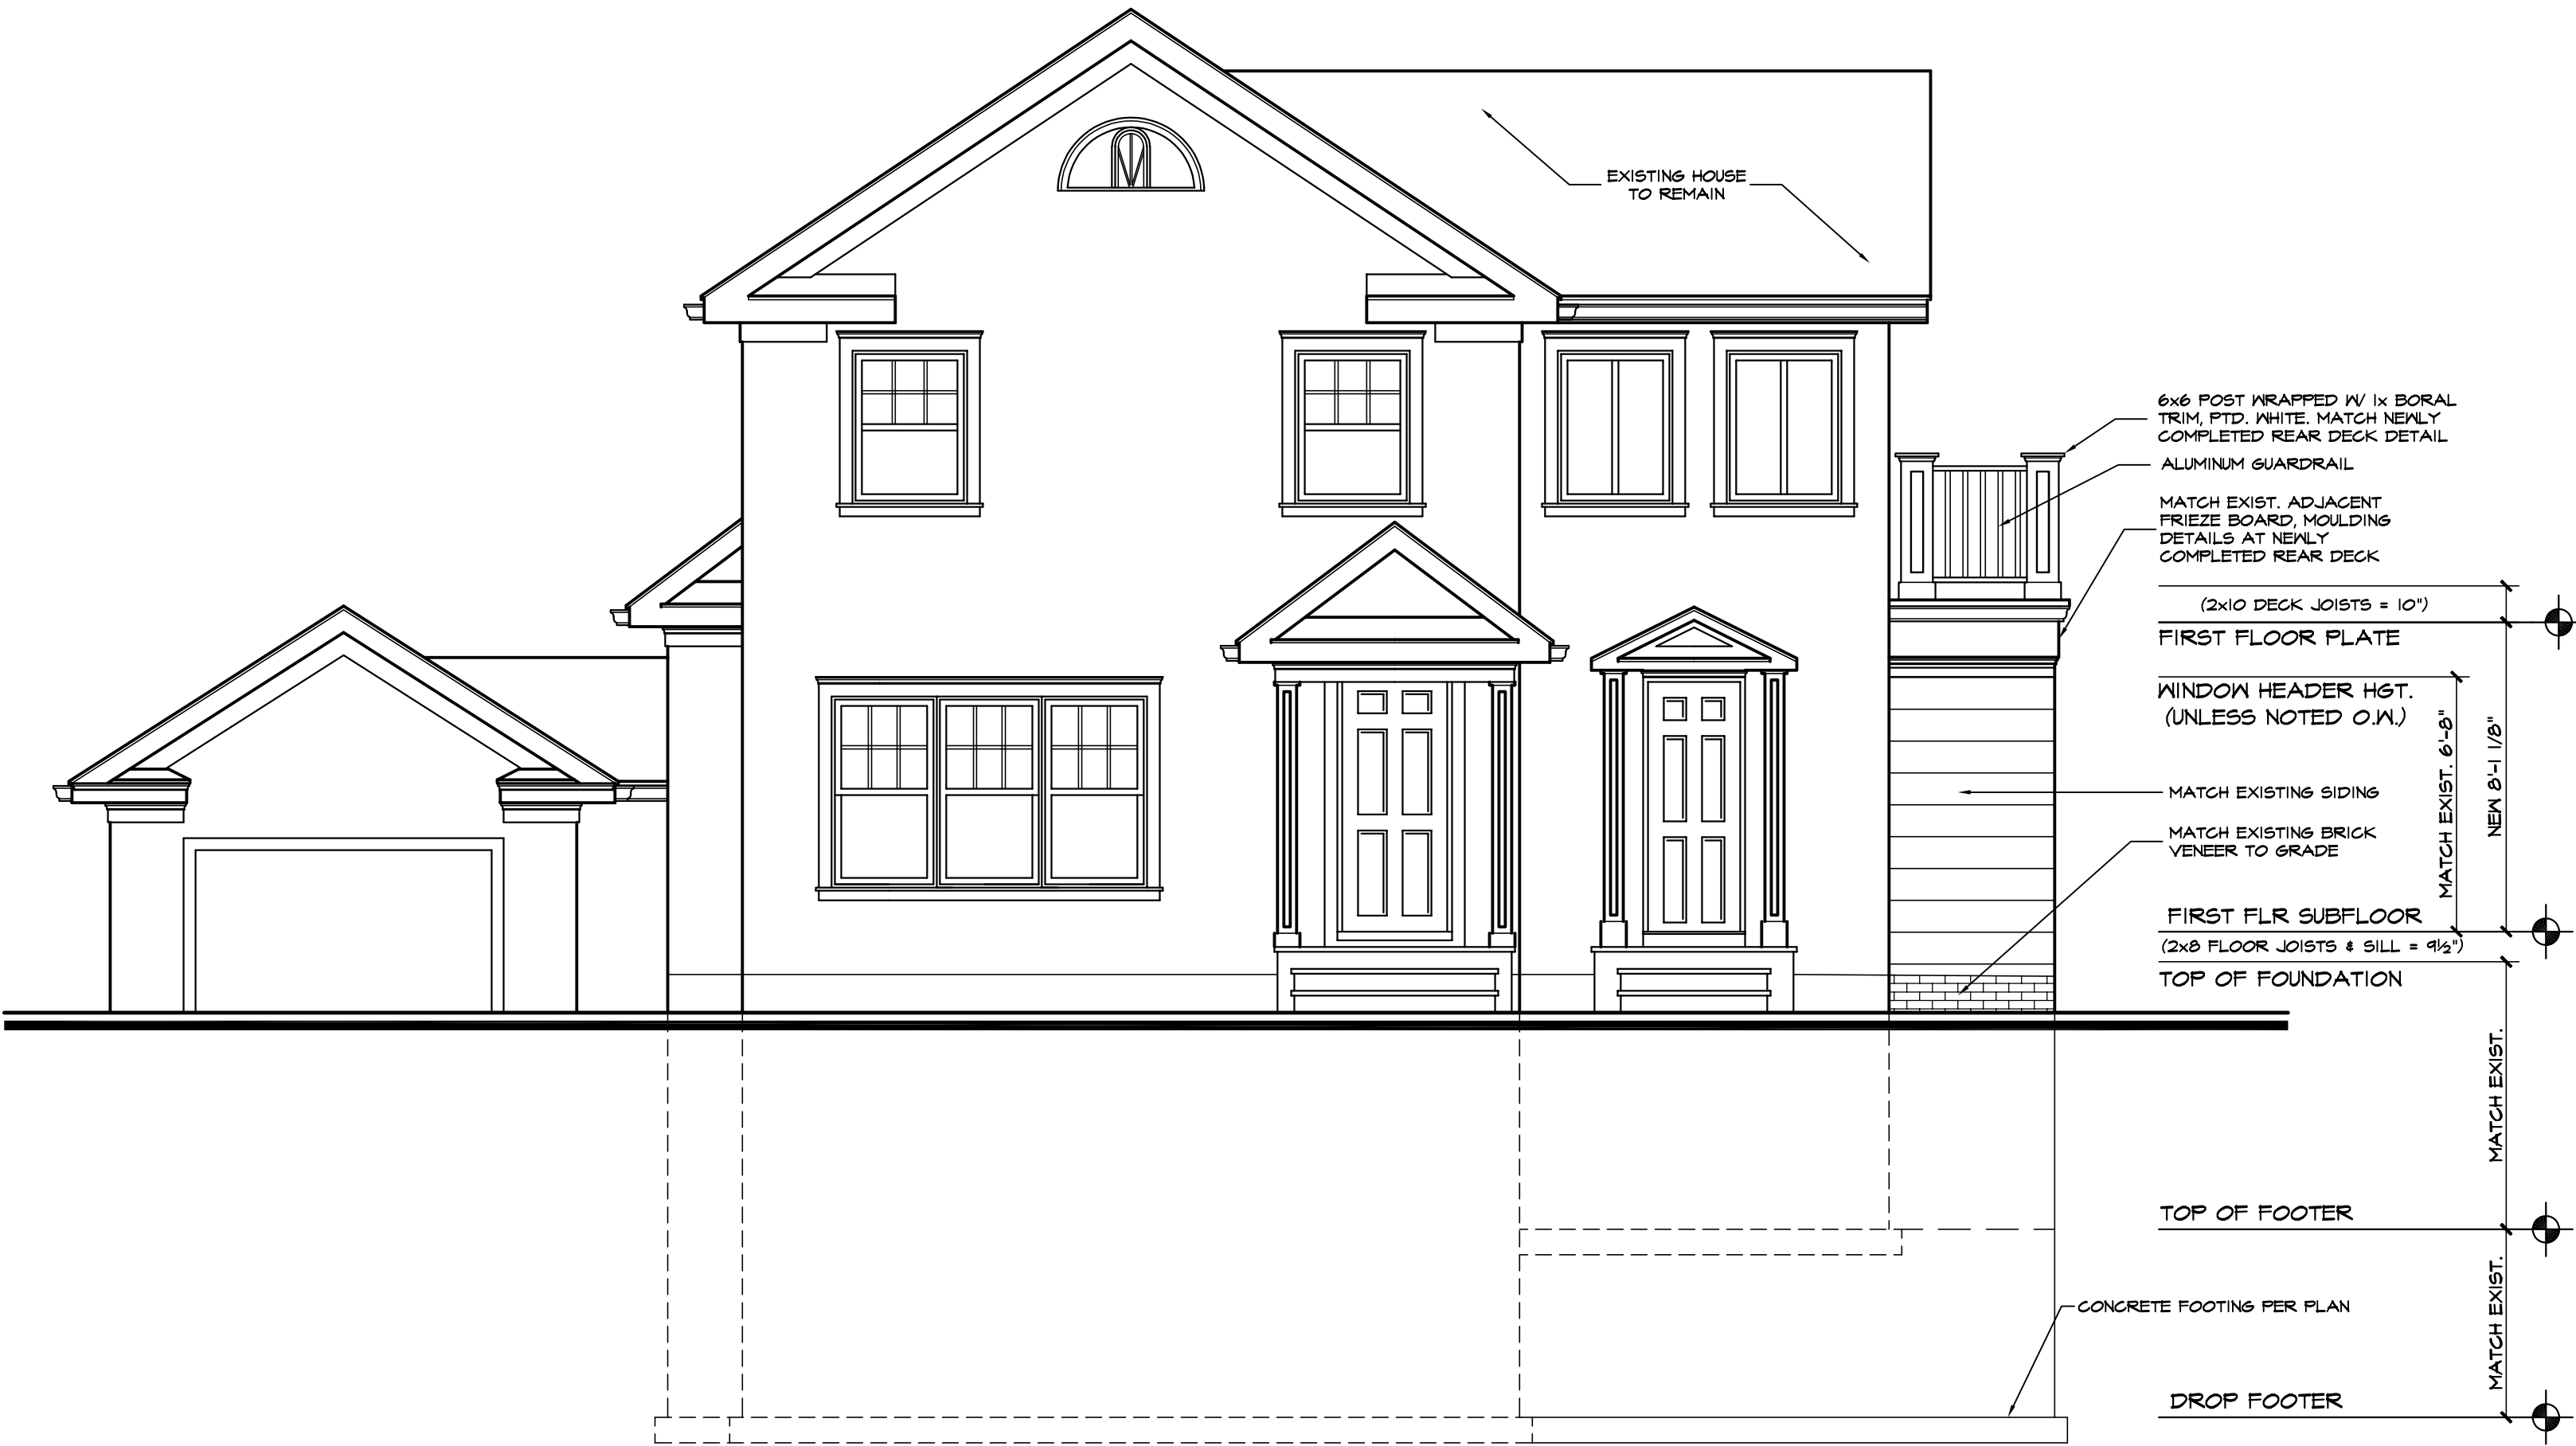 EXISTING HOUSE
TO REMAIN
6x6 POST WRAPPED W/ 1x BORAL
TRIM, PTD. WHITE. MATCH NEWLY
COMPLETED REAR DECK DETAIL
ALUMINUM GUARDRAIL
MATCH EXIST. ADJACENT
FRIEZE BOARD, MOULDING
DETAILS AT NEWLY
COMPLETED REAR DECK
(2x10 DECK JOISTS = 10")
FIRST FLOOR PLATE
WINDOW HEADER HGT.
(UNLESS NOTED O.W.)
MATCH EXIST. 6'-8"
NEW 8'-1 1/8"
MATCH EXISTING SIDING
MATCH EXISTING BRICK
VENEER TO GRADE
FIRST FLR SUBFLOOR
(2x8 FLOOR JOISTS & SILL = 9½")
TOP OF FOUNDATION
MATCH EXIST.
TOP OF FOOTER
MATCH EXIST.
CONCRETE FOOTING PER PLAN
DROP FOOTER